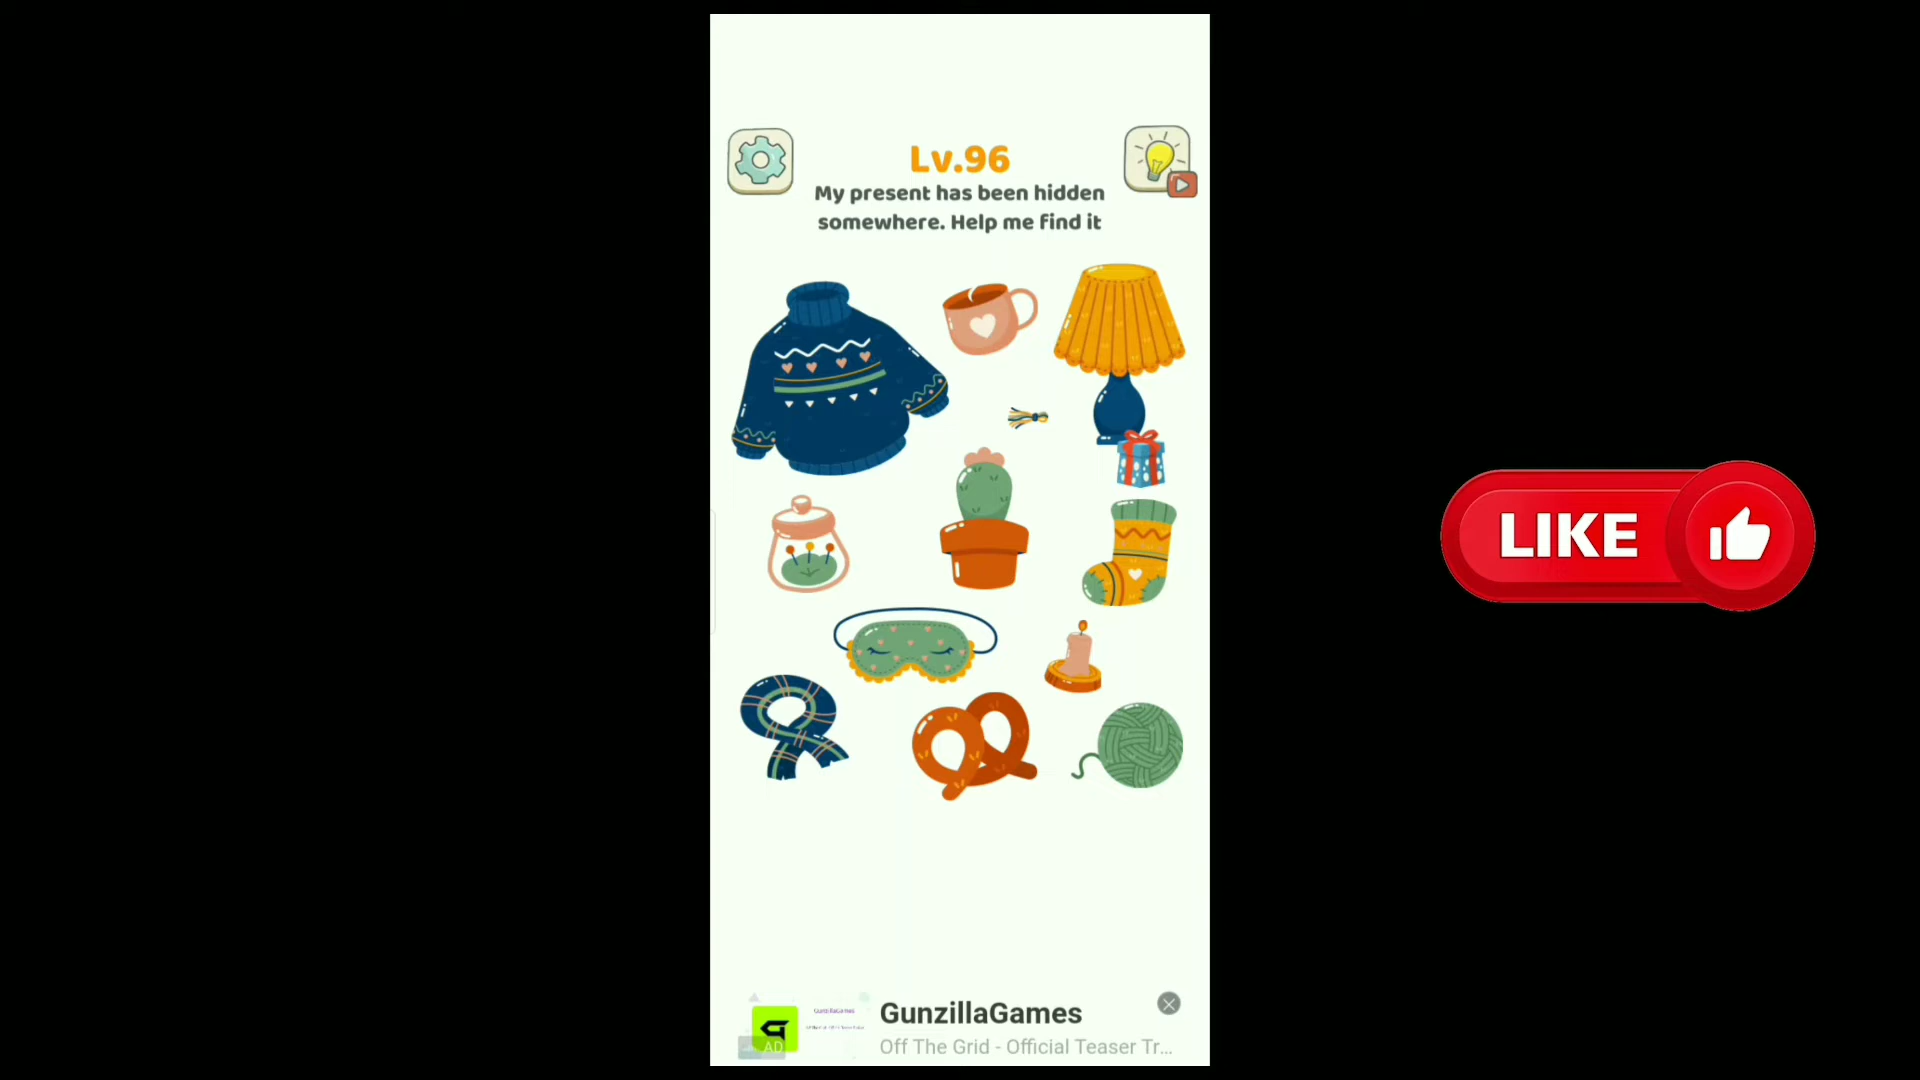 Lv.96
My present has been hidden
somewhere. Help me find it
LIKE
GunzillaGames
AD
Off The Grid - Official Teaser Tr...